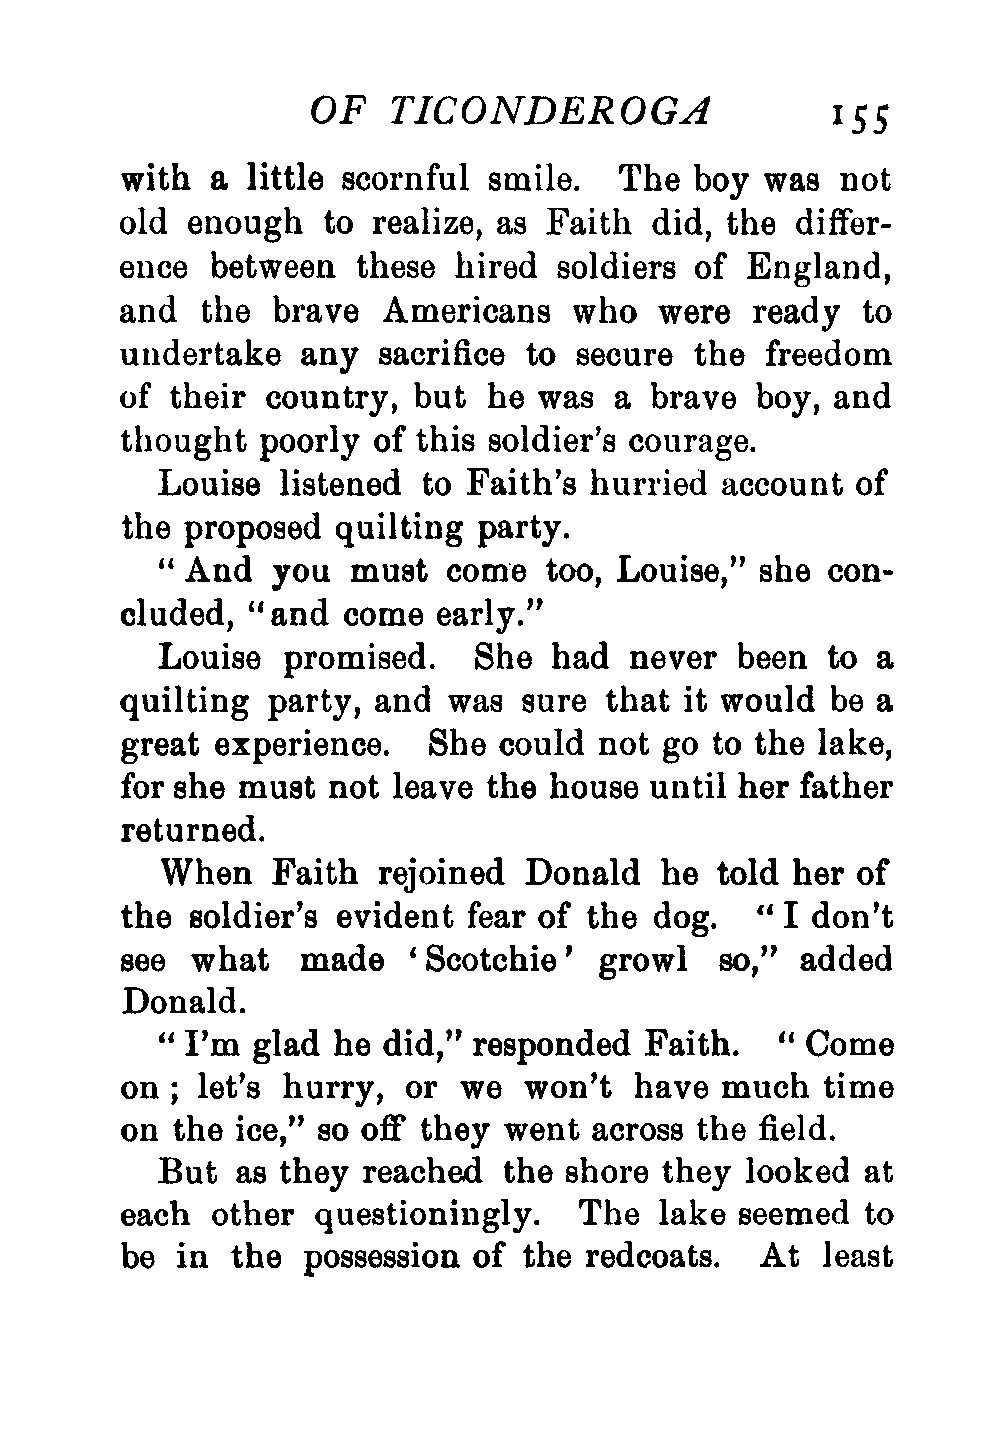 OF TICONDEROGA 155
with a little scornful smile. The boy was not
old enough to realize, as Faith did, the differ-
ence between these hired soldiers of England,
and the brave Americans who were ready to
undertake any sacrifice to secure the freedom
of their country, but he was a brave boy, and
thought poorly of this soldier's courage.
Louise listened to Faith's hurried account of
the proposed quilting party.
“ And you must come too, Louise,” she con-
cluded, “and come early.”
Louise promised. She had never been to a
quilting party, and was sure that it would be a
great experience. She could not go to the lake,
for she must not leave the house until her father
returned.
When Faith rejoined Donald he told her of
the soldier's evident fear of the dog. “ I don't
see what made ‘ Scotchie’ growl so,” added
Donald.
“ I'm glad he did,” responded Faith. “ Come
on ; let's hurry, or we won't have much time
on the ice,” so off they went across the field.
But as they reached the shore they looked at
each other questioningly. The lake seemed to
be in the possession of the redcoats. At least